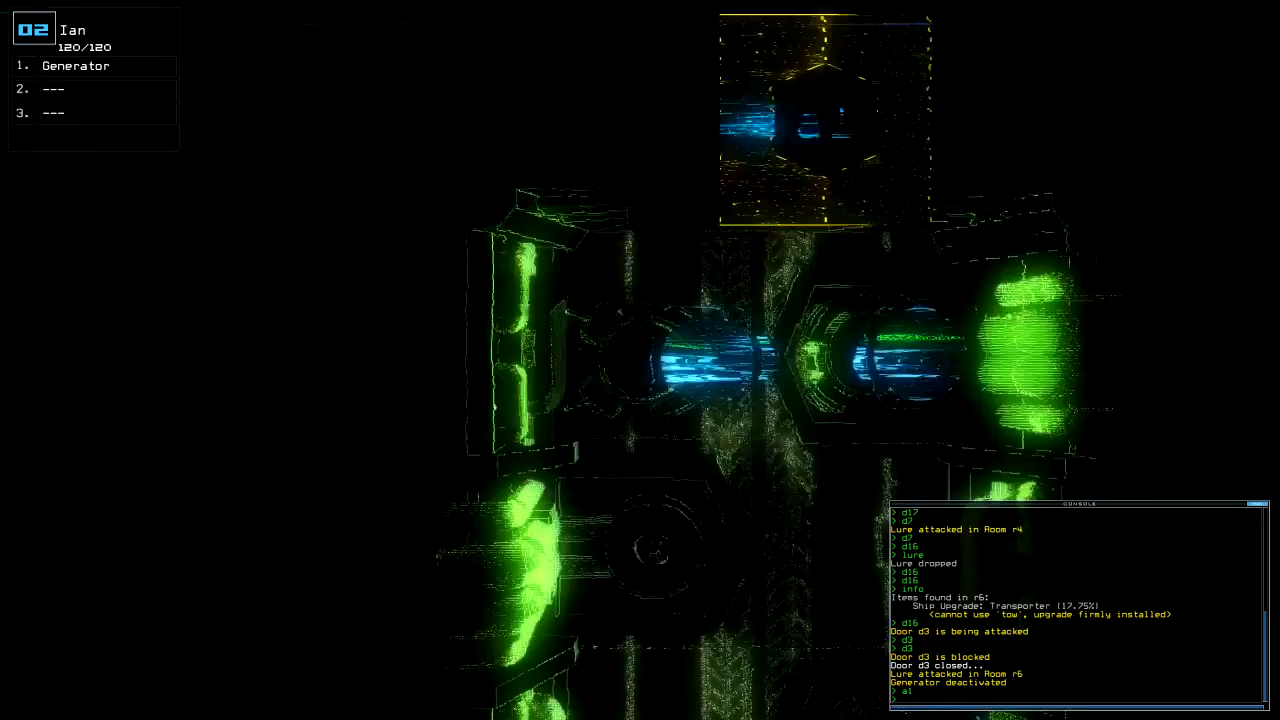 02 Ian
120/120
1. Generator
2. ---
3. ---
CONSOLE
> d17
> d7
Lure attacked in Room r4
> d7
> d16
> lure
Lure dropped
> d16
> d16
> info
Items found in r6:
Ship Upgrade: Transporter (17.75%)
<cannot use 'tow', upgrade firmly installed>
> d16
Door d3 is being attacked
> d3
> d3
Door d3 is blocked
Door d3 closed...
Lure attacked in Room r6
Generator deactivated
> a1
>